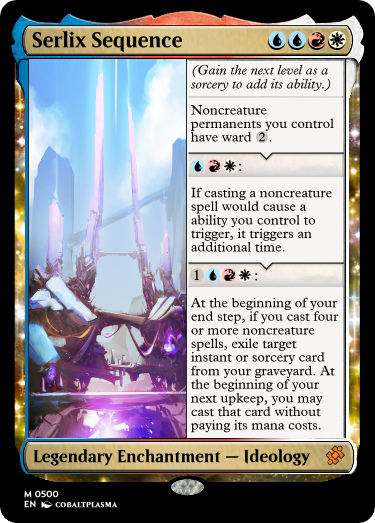 Serlix Sequence
(Gain the next level as a
sorcery to add its ability.)
Noncreature
permanents you control
have ward 2.
:
If casting a noncreature
spell would cause a
ability you control to
trigger, it triggers an
additional time.
1 :
At the beginning of your
end step, if you cast four
or more noncreature
spells, exile target
instant or sorcery card
from your graveyard. At
the beginning of your
next upkeep, you may
cast that card without
paying its mana costs.
Legendary Enchantment — Ideology
M 0500
EN COBALTPLASMA